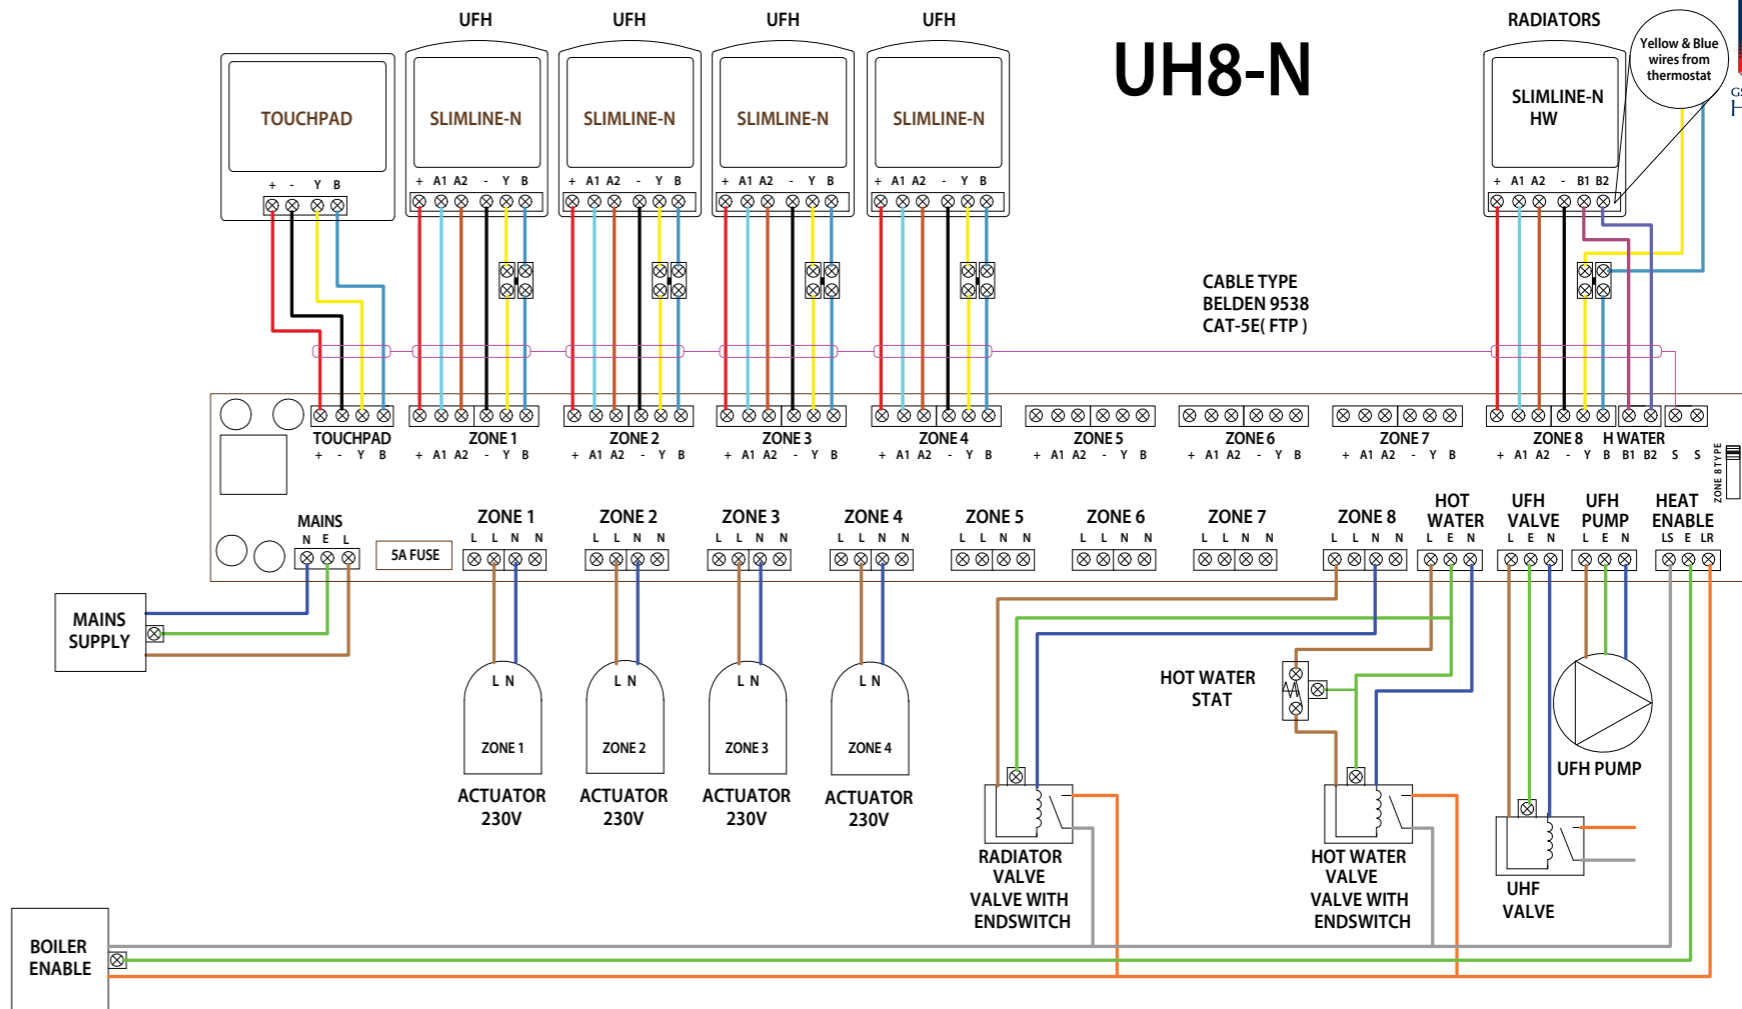 UFH UFH UFH UFH RADIATORS
UH8-N
Yellow & Blue
wires from
thermostat
GS
H
TOUCHPAD SLIMLINE-N SLIMLINE-N SLIMLINE-N SLIMLINE-N SLIMLINE-N
HW
+ - Y B + A1 A2 - Y B + A1 A2 - Y B + A1 A2 - Y B + A1 A2 - Y B + A1 A2 - B1 B2
CABLE TYPE
BELDEN 9538
CAT-5E( FTP )
TOUCHPAD ZONE 1 ZONE 2 ZONE 3 ZONE 4 ZONE 5 ZONE 6 ZONE 7 ZONE 8 H WATER
+ - Y B + A1 A2 - Y B + A1 A2 - Y B + A1 A2 - Y B + A1 A2 - Y B + A1 A2 - Y B + A1 A2 - Y B + A1 A2 - Y B + A1 A2 - Y B B1 B2 S S
ZONE 8 TYPE
MAINS
N E L
5A FUSE
ZONE 1 ZONE 2 ZONE 3 ZONE 4 ZONE 5 ZONE 6 ZONE 7 ZONE 8
L L N N L L N N L L N N L L N N L L N N L L N N L L N N L L N N
HOT
WATER
L E N
UFH
VALVE
L E N
UFH
PUMP
L E N
HEAT
ENABLE
LS E LR
MAINS
SUPPLY
L N L N L N L N
ZONE 1 ZONE 2 ZONE 3 ZONE 4
ACTUATOR
230V
ACTUATOR
230V
ACTUATOR
230V
ACTUATOR
230V
HOT WATER
STAT
UFH PUMP
RADIATOR
VALVE
VALVE WITH
ENDSWITCH
HOT WATER
VALVE
VALVE WITH
ENDSWITCH
UHF
VALVE
BOILER
ENABLE